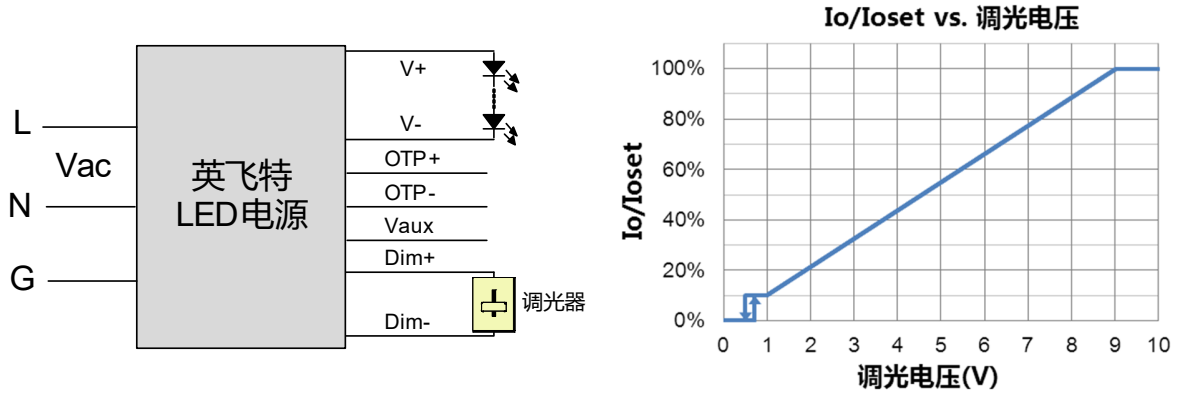 L
Vac
N
G
英飞特
LED电源
V+
V-
OTP+
OTP-
Vaux
Dim+
Dim-
调光器
Io/Ioset vs. 调光电压
Io/Ioset
100%
80%
60%
40%
20%
0%
0 1 2 3 4 5 6 7 8 9 10
调光电压(V)